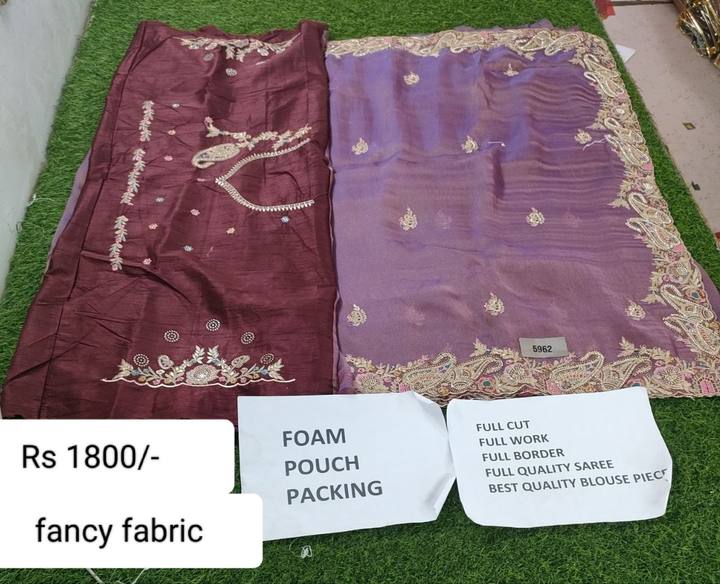 5962
FOAM
POUCH
PACKING
FULL CUT
FULL WORK
FULL BORDER
FULL QUALITY SAREE
BEST QUALITY BLOUSE PIECE
Rs 1800/-
fancy fabric